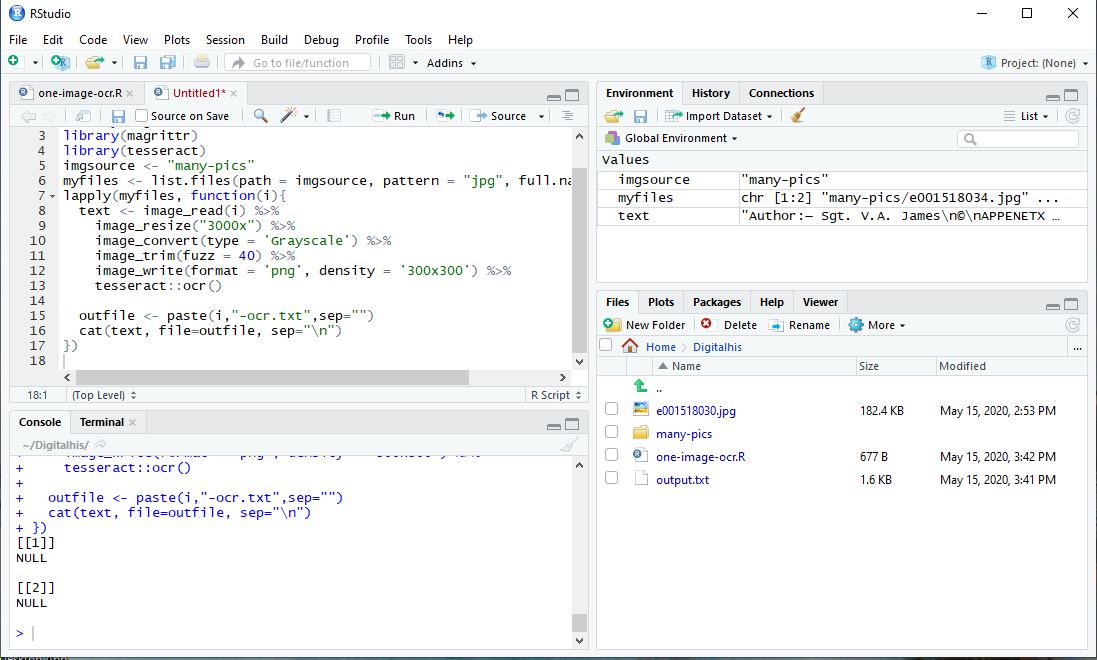 RStudio
File Edit Code View Plots Session Build Debug Profile Tools Help
Go to file/function Addins Project: (None)
one-image-ocr.R Untitled1*
Source on Save Run Source
3 library(magrittr)
4 library(tesseract)
5 imgsource <- "many-pics"
6 myfiles <- list.files(path = imgsource, pattern = "jpg", full.na
7 lapply(myfiles, function(i){
8 text <- image_read(i) %>%
9 image_resize("3000x") %>%
10 image_convert(type = 'Grayscale') %>%
11 image_trim(fuzz = 40) %>%
12 image_write(format = 'png', density = '300x300') %>%
13 tesseract::ocr()
14
15 outfile <- paste(i,"-ocr.txt",sep="")
16 cat(text, file=outfile, sep="\n")
17 })
18
18:1 (Top Level) R Script
Console Terminal
~/Digitalhis/
+ tesseract::ocr()
+
+ outfile <- paste(i,"-ocr.txt",sep="")
+ cat(text, file=outfile, sep="\n")
+ })
[[1]]
NULL
[[2]]
NULL
>
Environment History Connections
Import Dataset List
Global Environment
Values
imgsource "many-pics"
myfiles chr [1:2] "many-pics/e001518034.jpg" ...
text "Author:— Sgt. V.A. James\n©\nAPPENETX …
Files Plots Packages Help Viewer
New Folder Delete Rename More
Home Digitalhis ...
Name Size Modified
..
e001518030.jpg 182.4 KB May 15, 2020, 2:53 PM
many-pics
one-image-ocr.R 677 B May 15, 2020, 3:42 PM
output.txt 1.6 KB May 15, 2020, 3:41 PM